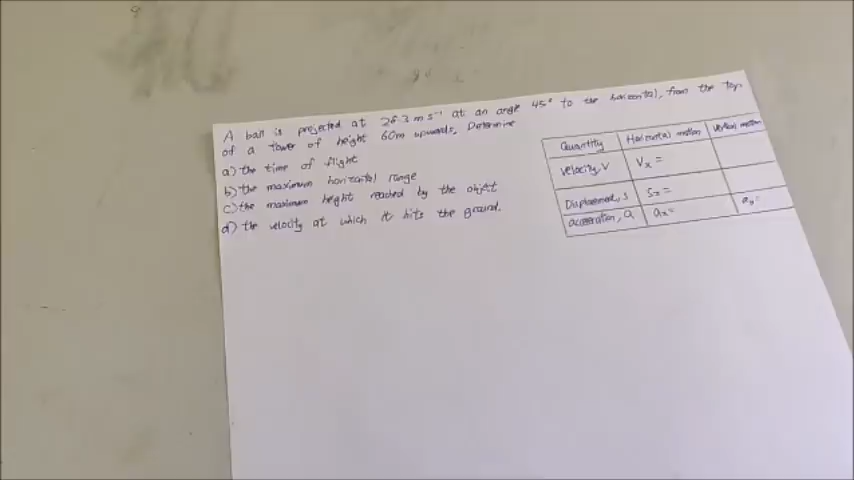 A ball is projected at 28.3 m s⁻¹ at an angle 45° to the horizontal, from the top
of a tower of height 60m upwards. Determine
a) the time of flight
b) the maximum horizontal range
c) the maximum height reached by the object
d) the velocity at which it hits the ground.
Quantity Horizontal motion Vertical motion
Velocity, V Vₓ =
Displacement, s Sₓ =
acceleration, a aₓ= aᵧ=